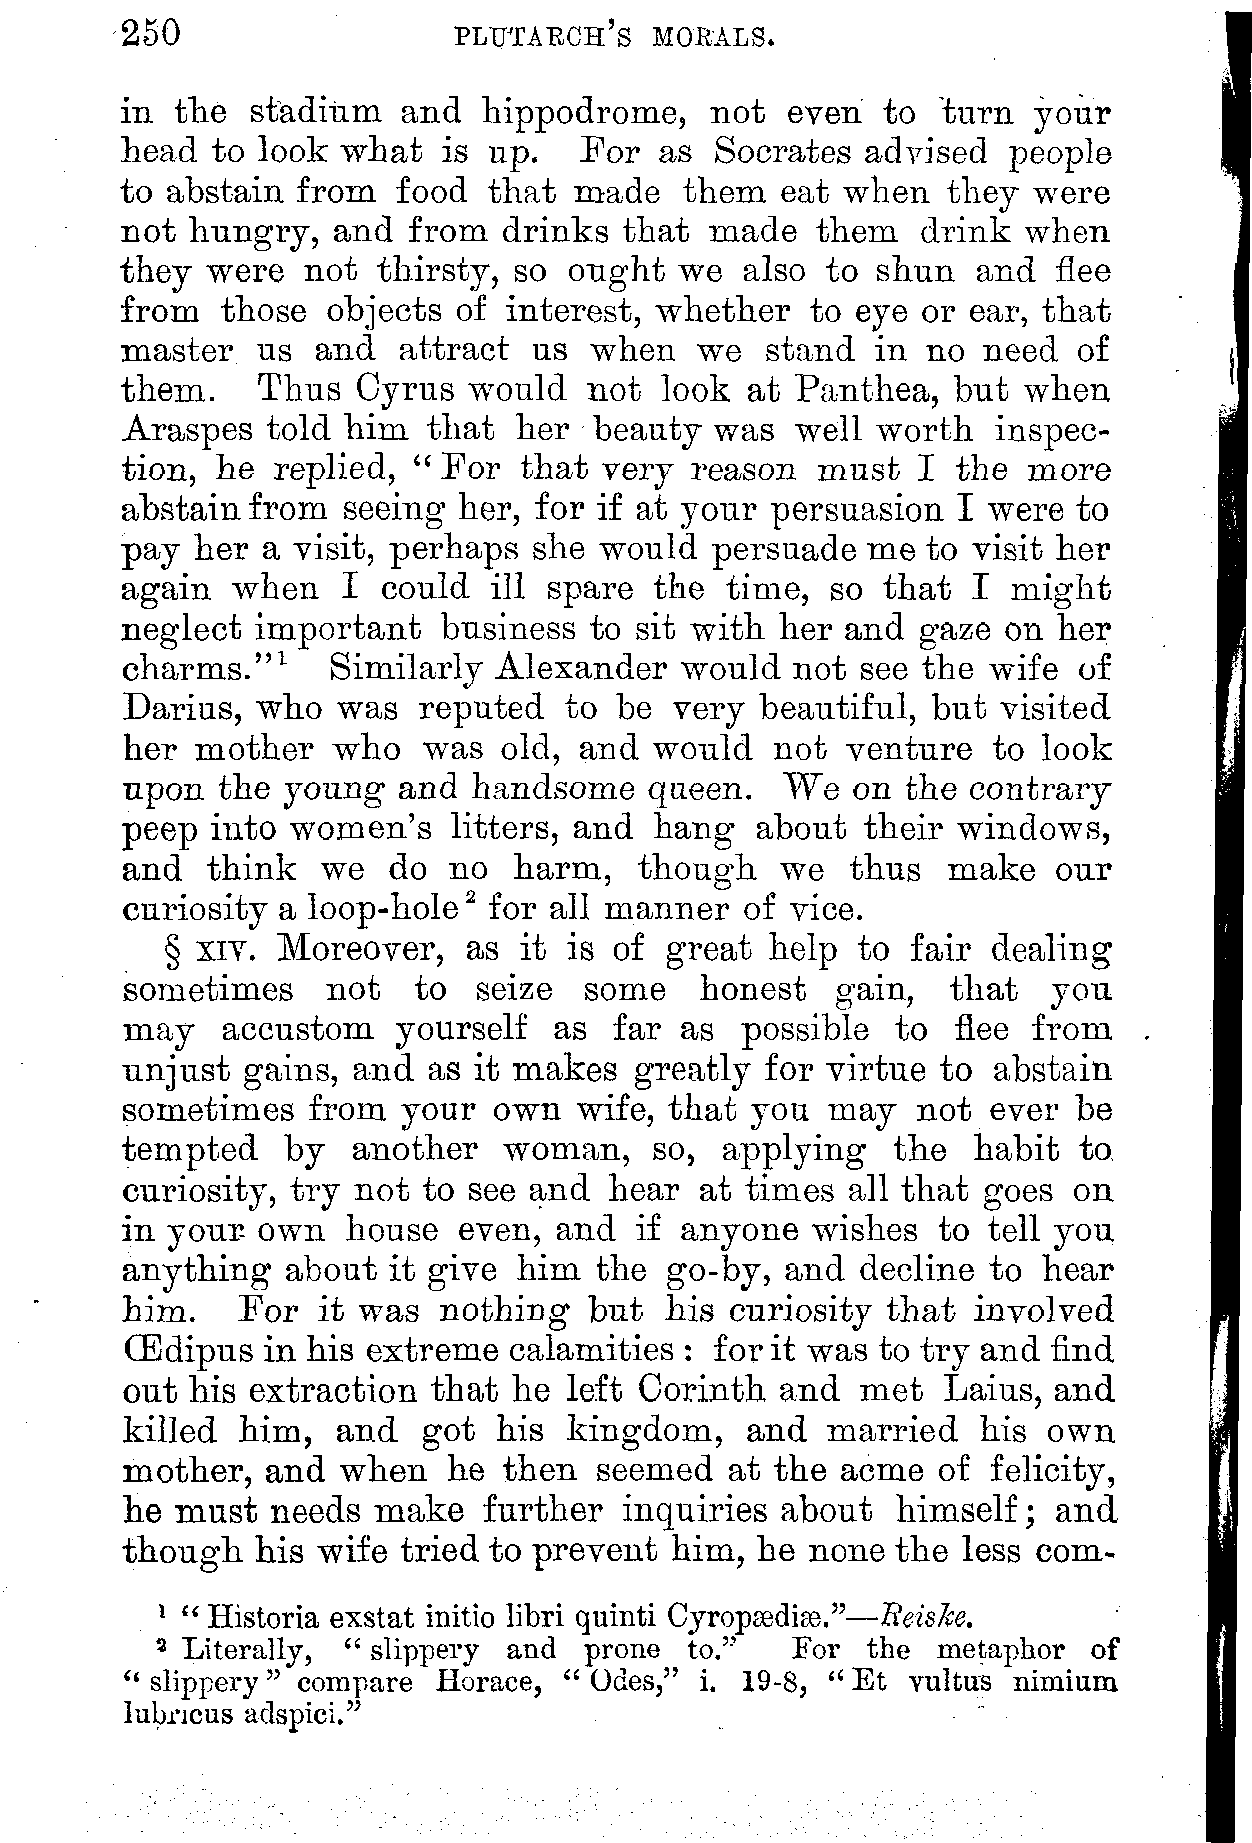 250 PLUTARCH'S MORALS.
in the stadium and hippodrome, not even to turn your
head to look what is up. For as Socrates advised people
to abstain from food that made them eat when they were
not hungry, and from drinks that made them drink when
they were not thirsty, so ought we also to shun and flee
from those objects of interest, whether to eye or ear, that
master us and attract us when we stand in no need of
them. Thus Cyrus would not look at Panthea, but when
Araspes told him that her beauty was well worth inspec-
tion, he replied, “For that very reason must I the more
abstain from seeing her, for if at your persuasion I were to
pay her a visit, perhaps she would persuade me to visit her
again when I could ill spare the time, so that I might
neglect important business to sit with her and gaze on her
charms.”¹ Similarly Alexander would not see the wife of
Darius, who was reputed to be very beautiful, but visited
her mother who was old, and would not venture to look
upon the young and handsome queen. We on the contrary
peep into women's litters, and hang about their windows,
and think we do no harm, though we thus make our
curiosity a loop-hole² for all manner of vice.
§ XIV. Moreover, as it is of great help to fair dealing
sometimes not to seize some honest gain, that you
may accustom yourself as far as possible to flee from
unjust gains, and as it makes greatly for virtue to abstain
sometimes from your own wife, that you may not ever be
tempted by another woman, so, applying the habit to
curiosity, try not to see and hear at times all that goes on
in your own house even, and if anyone wishes to tell you
anything about it give him the go-by, and decline to hear
him. For it was nothing but his curiosity that involved
Œdipus in his extreme calamities: for it was to try and find
out his extraction that he left Corinth and met Laius, and
killed him, and got his kingdom, and married his own
mother, and when he then seemed at the acme of felicity,
he must needs make further inquiries about himself; and
though his wife tried to prevent him, he none the less com-
¹ “Historia exstat initio libri quinti Cyropædiæ.”—Reiske.
² Literally, “slippery and prone to.” For the metaphor of
“slippery” compare Horace, “Odes,” i. 19-8, “Et vultus nimium
lubricus adspici.”